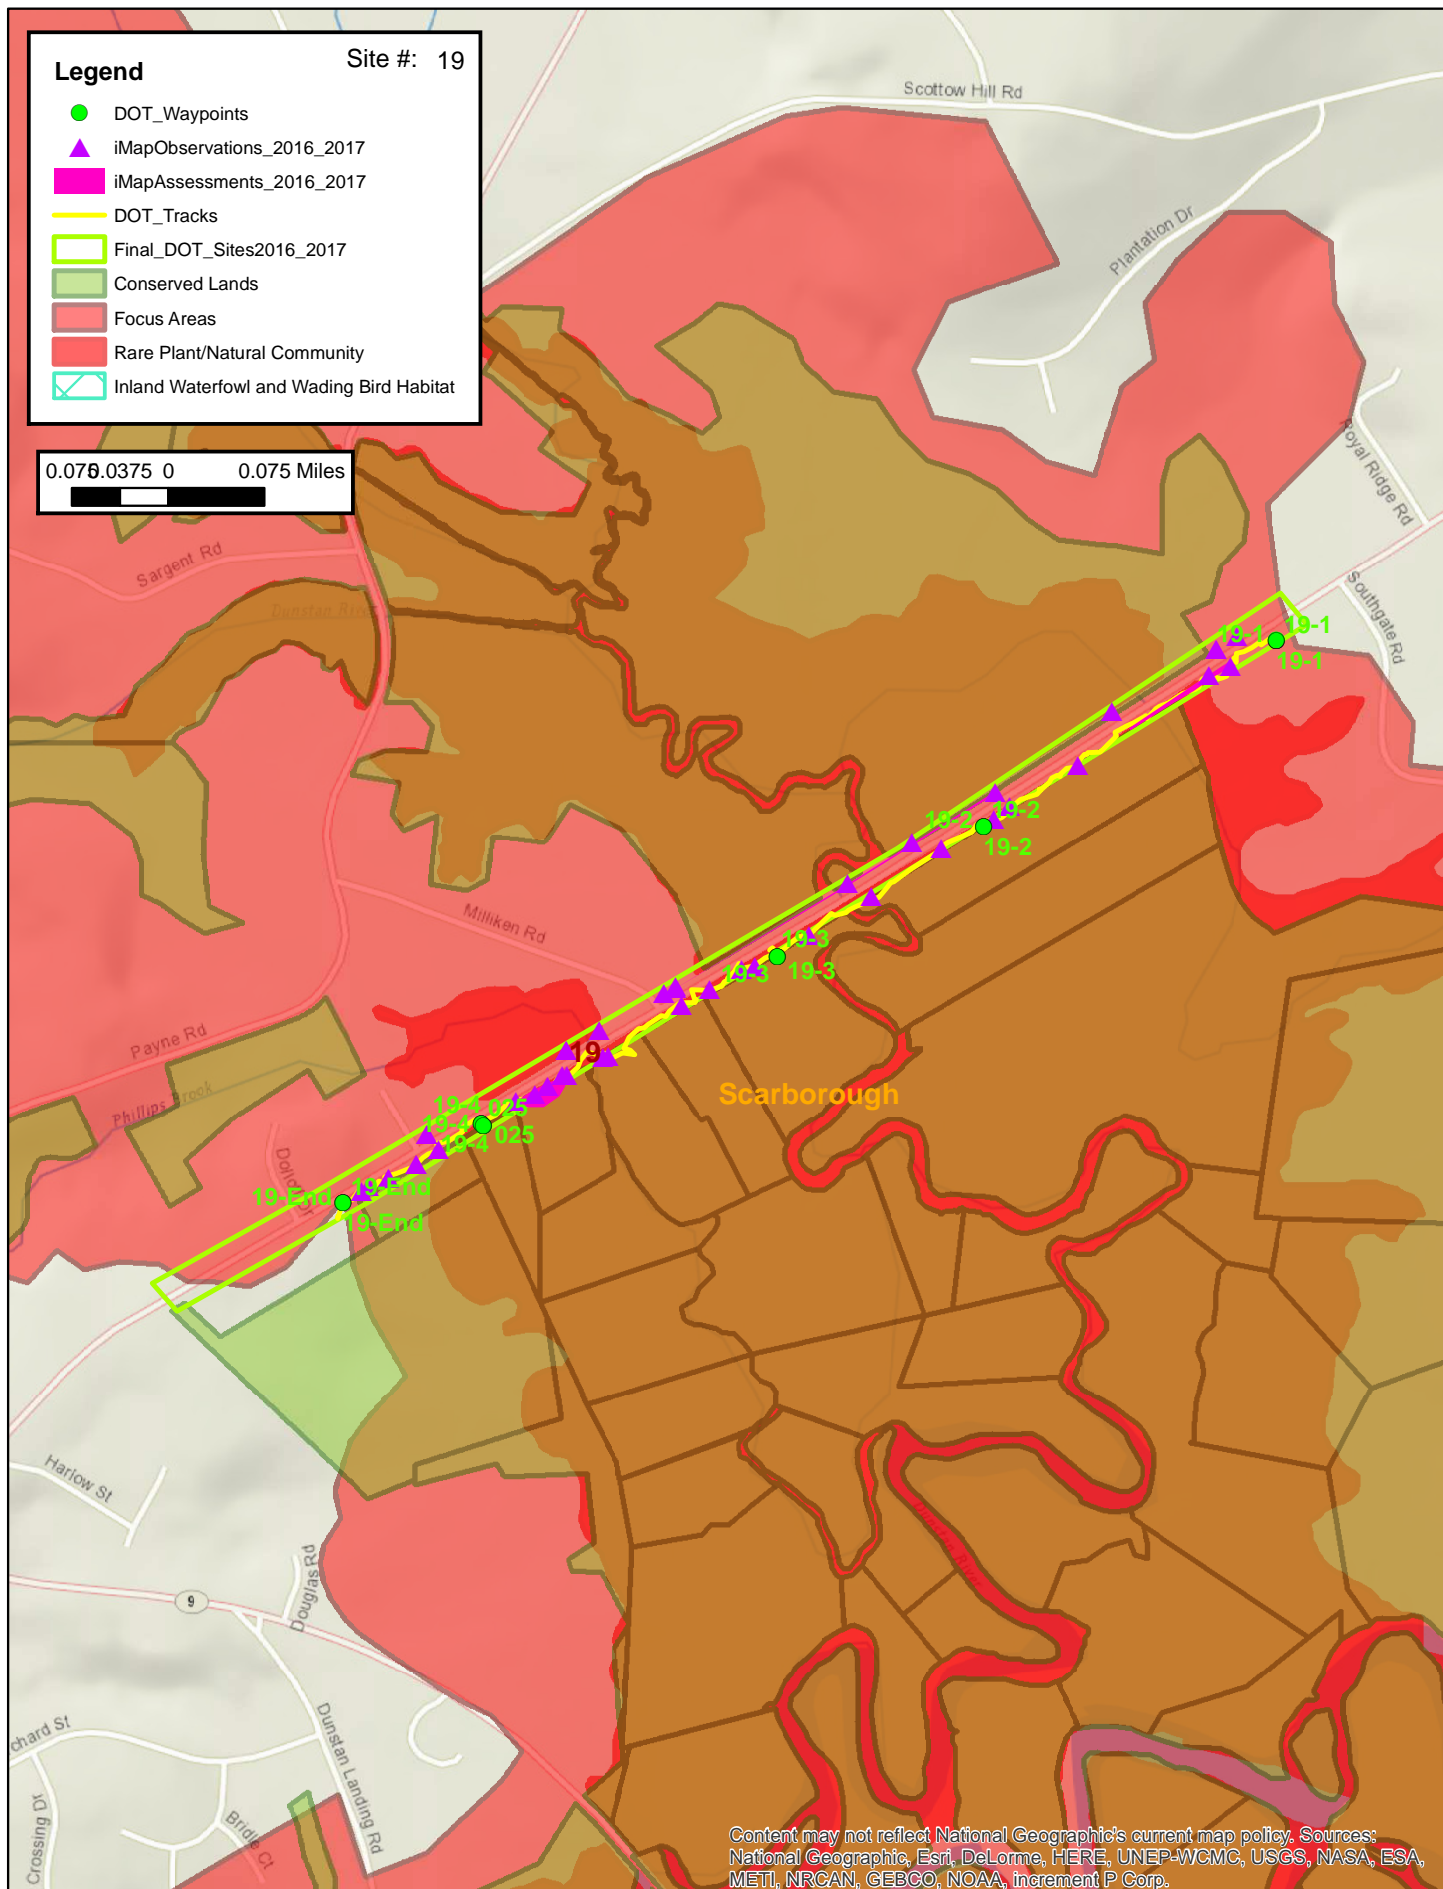 Legend
Site #: 19
DOT_Waypoints
iMapObservations_2016_2017
iMapAssessments_2016_2017
DOT_Tracks
Final_DOT_Sites2016_2017
Conserved Lands
Focus Areas
Rare Plant/Natural Community
Inland Waterfowl and Wading Bird Habitat
0.0375 0 0.075 Miles
Scottow Hill Rd
Plantation Dr
Royal Ridge Rd
Southgate Rd
Sargent Rd
Dunstan River
19-1
19-1
19-1
19-2
19-2
19-2
Milliken Rd
19-3
19-3
19-3
Payne Rd
19
Scarborough
Phillips Brook
19-4
025
19-4
025
19-4
19-End
19-End
19-End
Harlow St
Dunstan River
Douglas Rd
9
chard St
Dunstan Landing Rd
Crossing Dr
Bridle Ct
Content may not reflect National Geographic's current map policy. Sources:
National Geographic, Esri, DeLorme, HERE, UNEP-WCMC, USGS, NASA, ESA,
METI, NRCAN, GEBCO, NOAA, increment P Corp.